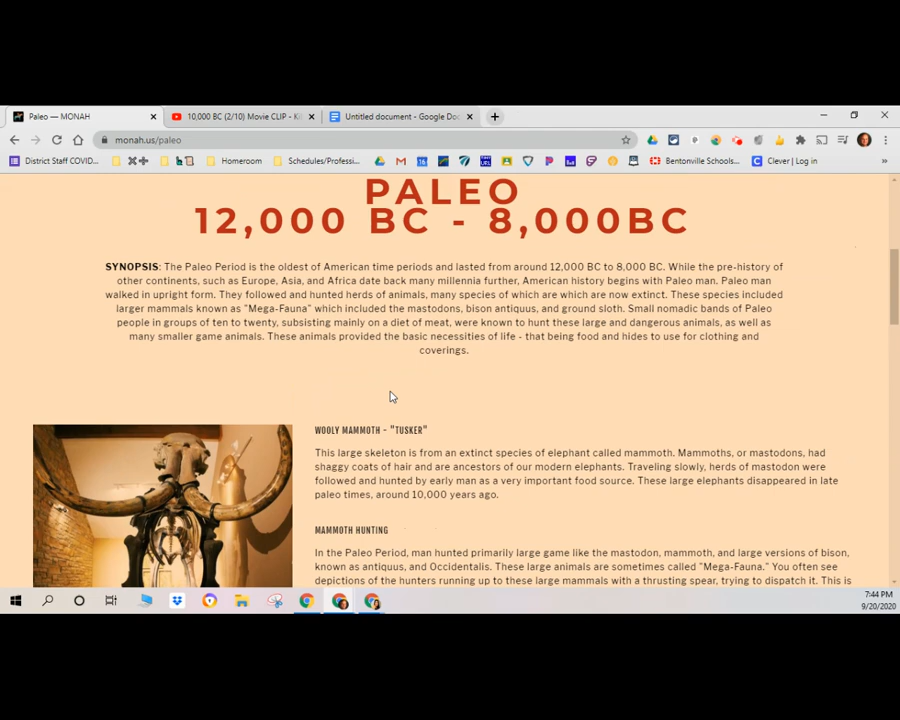 Paleo — MONAH
10,000 BC (2/10) Movie CLIP - Ki
Untitled document - Google Doc
monah.us/paleo
District Staff COVID...
Homeroom
Schedules/Professi...
Bentonville Schools...
Clever | Log in
»
PALEO
12,000 BC - 8,000BC
SYNOPSIS: The Paleo Period is the oldest of American time periods and lasted from around 12,000 BC to 8,000 BC. While the pre-history of
other continents, such as Europe, Asia, and Africa date back many millennia further, American history begins with Paleo man. Paleo man
walked in upright form. They followed and hunted herds of animals, many species of which are which are now extinct. These species included
larger mammals known as "Mega-Fauna" which included the mastodons, bison antiquus, and ground sloth. Small nomadic bands of Paleo
people in groups of ten to twenty, subsisting mainly on a diet of meat, were known to hunt these large and dangerous animals, as well as
many smaller game animals. These animals provided the basic necessities of life - that being food and hides to use for clothing and
coverings.
WOOLY MAMMOTH - "TUSKER"
This large skeleton is from an extinct species of elephant called mammoth. Mammoths, or mastodons, had
shaggy coats of hair and are ancestors of our modern elephants. Traveling slowly, herds of mastodon were
followed and hunted by early man as a very important food source. These large elephants disappeared in late
paleo times, around 10,000 years ago.
MAMMOTH HUNTING
In the Paleo Period, man hunted primarily large game like the mastodon, mammoth, and large versions of bison,
known as antiquus, and Occidentalis. These large animals are sometimes called "Mega-Fauna." You often see
depictions of the hunters running up to these large mammals with a thrusting spear, trying to dispatch it. This is
7:44 PM
9/20/2020